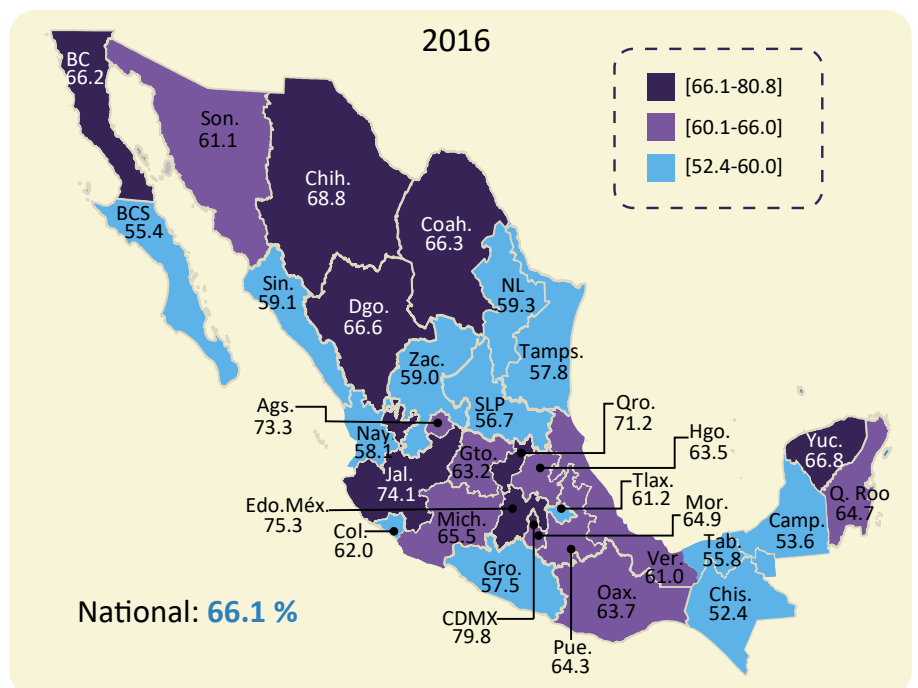 2016
[66.1-80.8]
[60.1-66.0]
[52.4-60.0]
BC
66.2
Son.
61.1
Chih.
68.8
Coah.
66.3
BCS
55.4
Sin.
59.1
NL
59.3
Dgo.
66.6
Tamps.
57.8
Zac.
59.0
Ags.
73.3
SLP
56.7
Qro.
71.2
Nay
58.1
Hgo.
63.5
Gto.
63.2
Yuc.
66.8
Jal.
74.1
Tlax.
61.2
Q. Roo
64.7
Edo.Méx.
75.3
Mor.
64.9
Mich.
65.5
Camp.
53.6
Col.
62.0
Tab.
55.8
Ver.
61.0
Gro.
57.5
Oax.
63.7
Chis.
52.4
National: 66.1 %
CDMX
79.8
Pue.
64.3